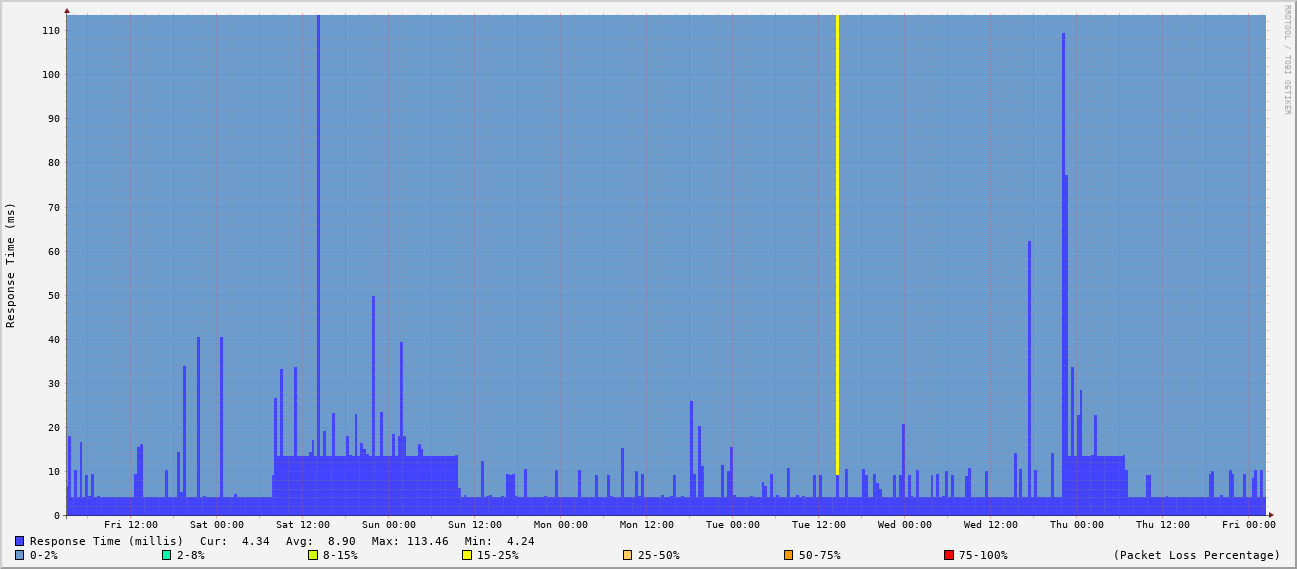 RRDTOOL / TOBI OETIKER
Response Time (ms)
110
100
90
80
70
60
50
40
30
20
10
0
Fri 12:00 Sat 00:00 Sat 12:00 Sun 00:00 Sun 12:00 Mon 00:00 Mon 12:00 Tue 00:00 Tue 12:00 Wed 00:00 Wed 12:00 Thu 00:00 Thu 12:00 Fri 00:00
Response Time (millis) Cur: 4.34 Avg: 8.90 Max: 113.46 Min: 4.24
0-2% 2-8% 8-15% 15-25% 25-50% 50-75% 75-100% (Packet Loss Percentage)